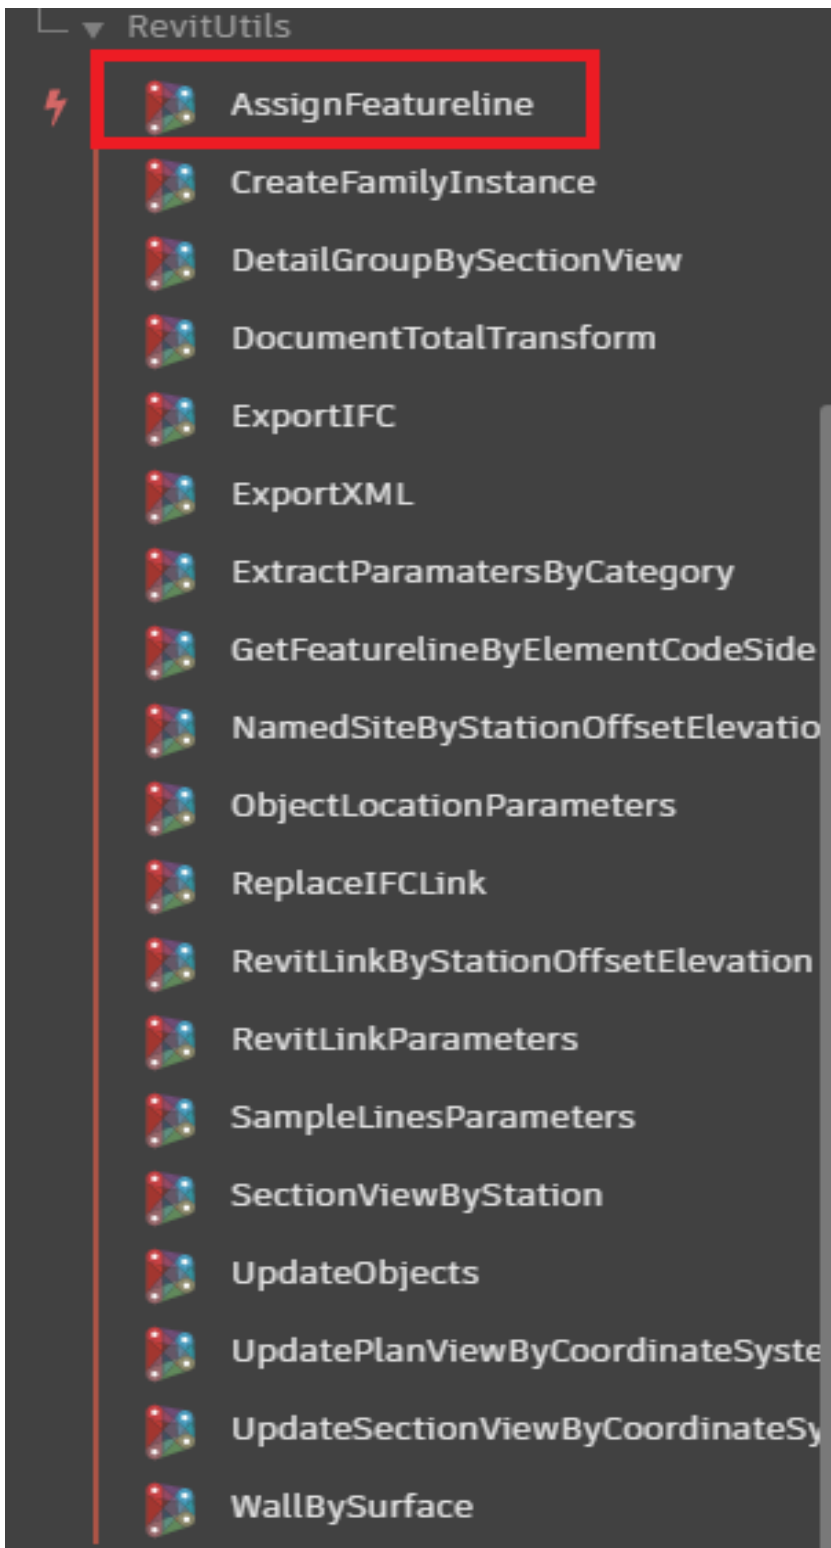 RevitUtils
AssignFeatureline
CreateFamilyInstance
DetailGroupBySectionView
DocumentTotalTransform
ExportIFC
ExportXML
ExtractParamatersByCategory
GetFeaturelineByElementCodeSide
NamedSiteByStationOffsetElevatio
ObjectLocationParameters
ReplaceIFCLink
RevitLinkByStationOffsetElevation
RevitLinkParameters
SampleLinesParameters
SectionViewByStation
UpdateObjects
UpdatePlanViewByCoordinateSyste
UpdateSectionViewByCoordinateSy
WallBySurface